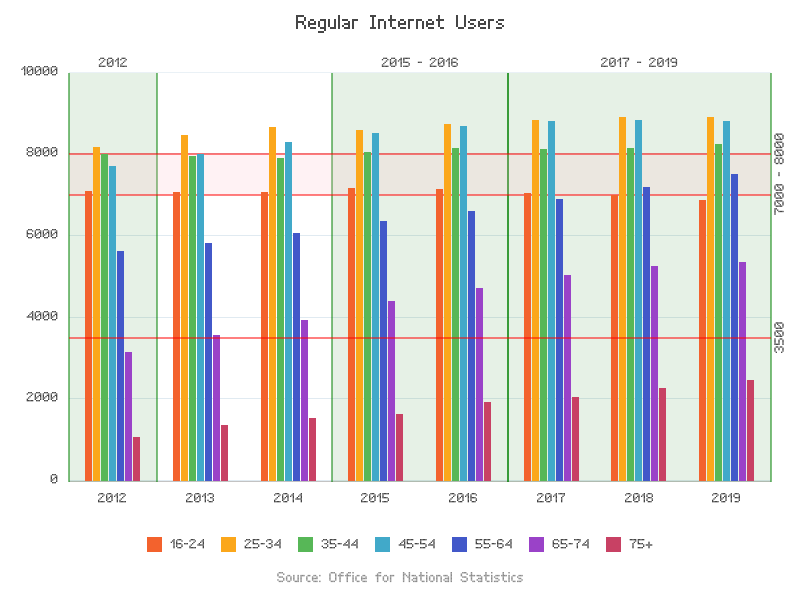 Regular Internet Users
2012 2015 - 2016 2017 - 2019
10000
8000
6000
4000
2000
0
7000 - 8000
3500
2012 2013 2014 2015 2016 2017 2018 2019
16-24 25-34 35-44 45-54 55-64 65-74 75+
Source: Office for National Statistics